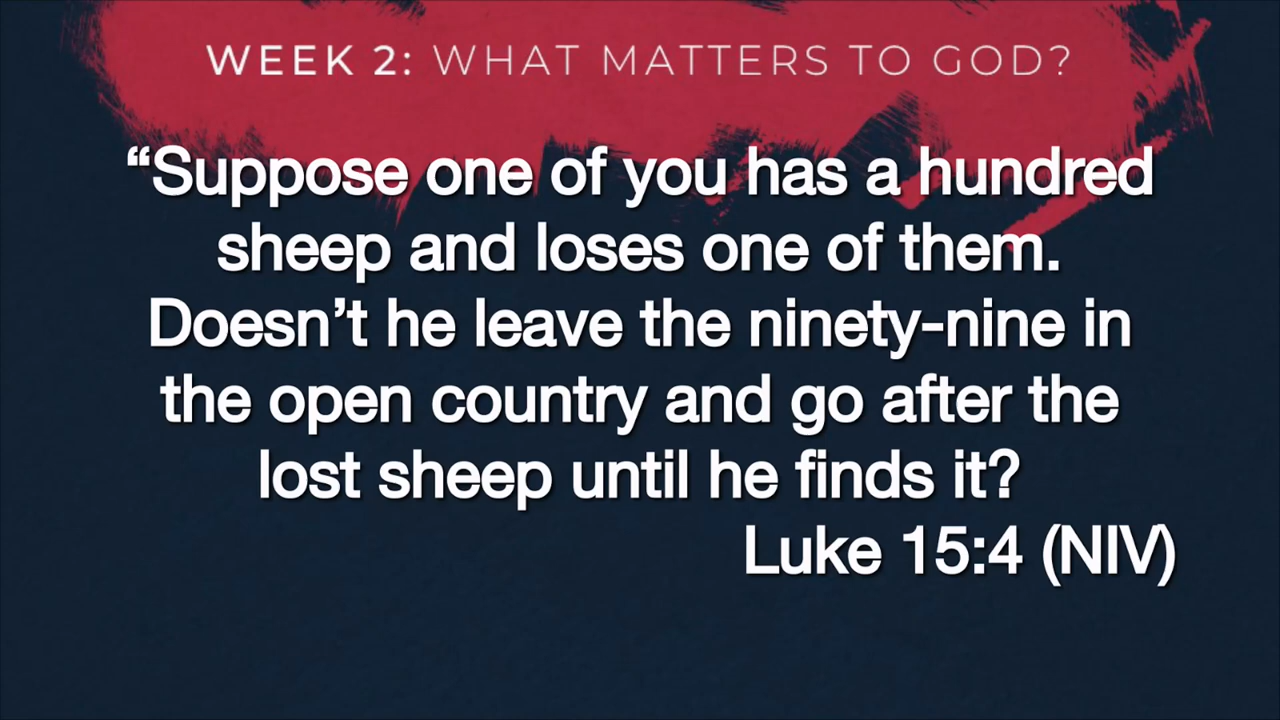 WEEK 2: WHAT MATTERS TO GOD?
“Suppose one of you has a hundred
sheep and loses one of them.
Doesn’t he leave the ninety-nine in
the open country and go after the
lost sheep until he finds it?
Luke 15:4 (NIV)